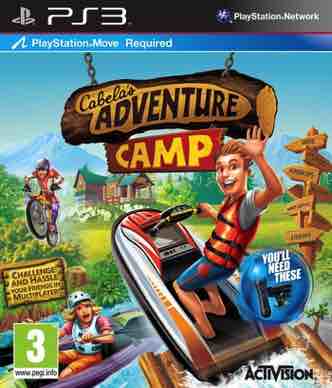 PS3
PlayStation®Network
PlayStation®Move Required
Cabela's
ADVENTURE
CAMP
YOU'LL
NEED
THESE
CHALLENGE
AND HASSLE
YOUR FRIENDS IN
MULTIPLAYER!
3
www.pegi.info
ACTIVISION